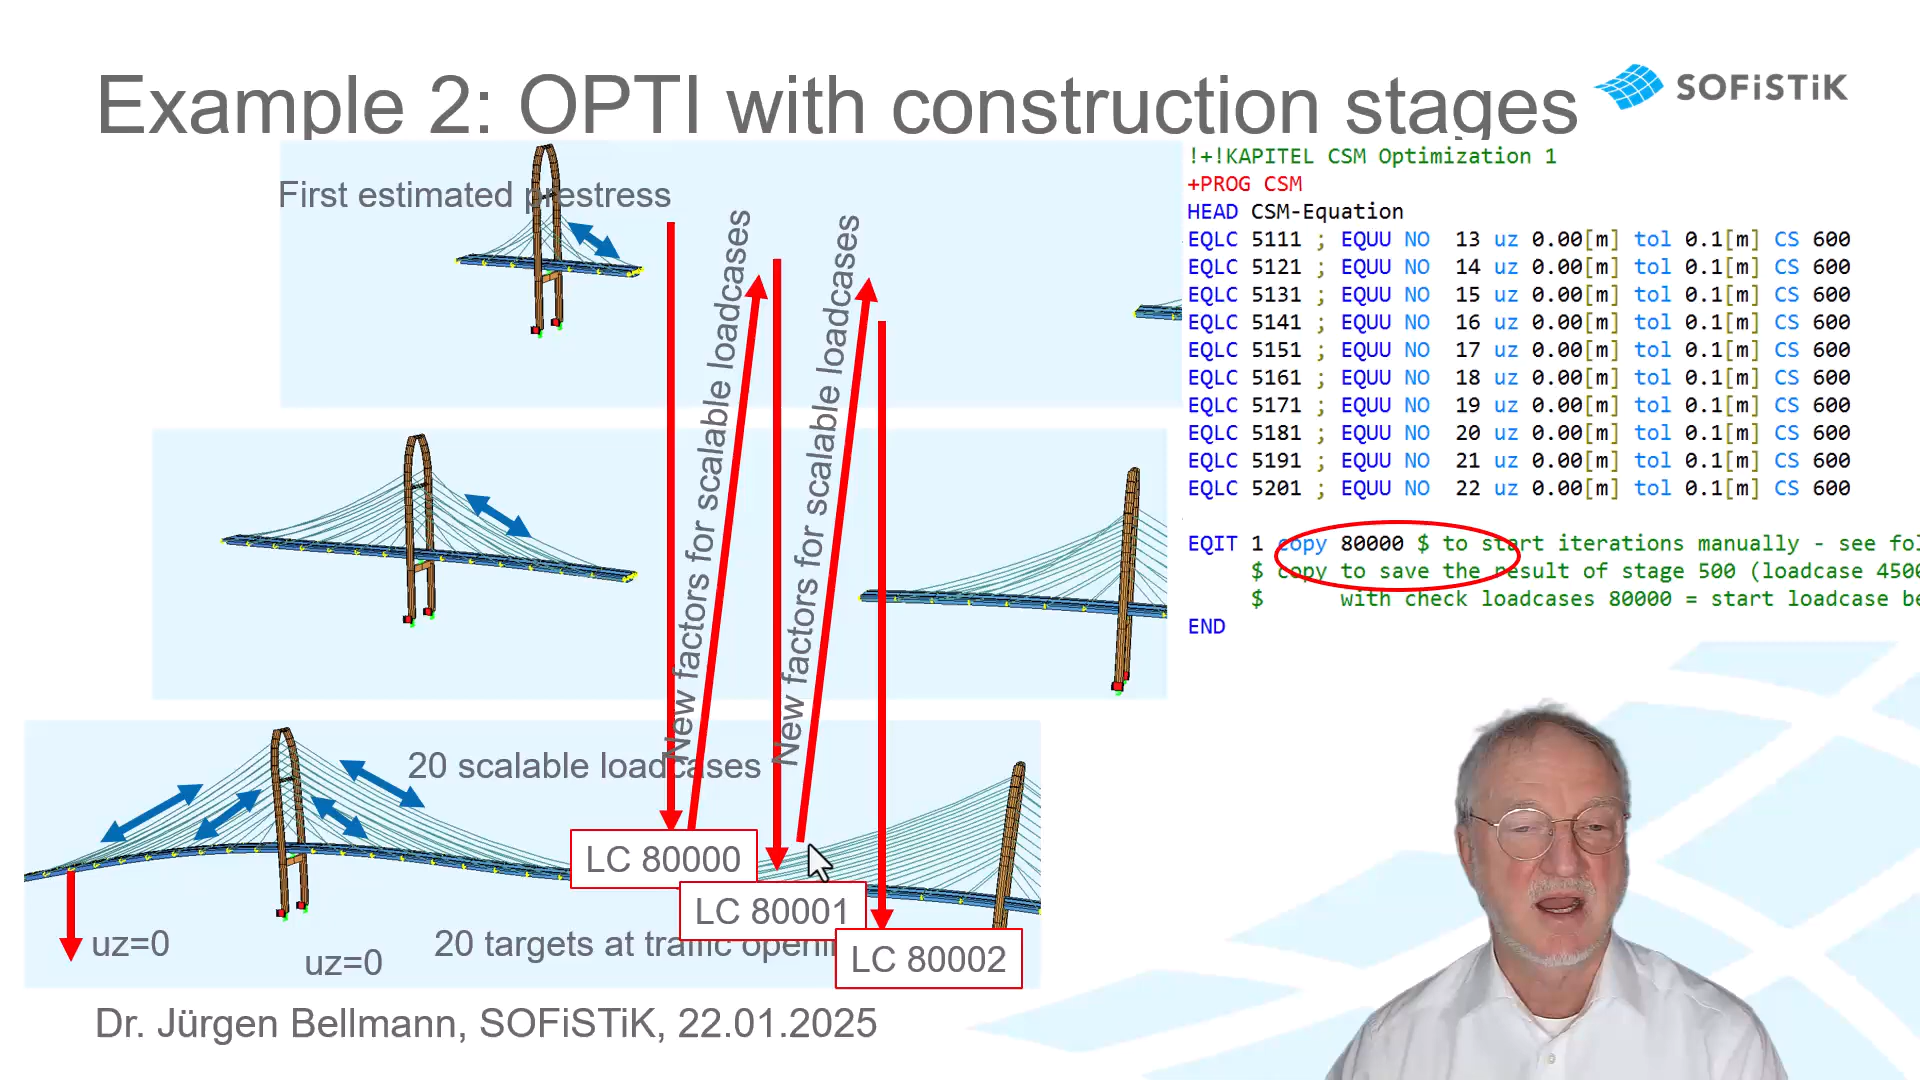 Example 2: OPTI with construction stages
SOFiSTiK
First estimated prestress
New factors for scalable loadcases
New factors for scalable loadcases
20 scalable loadcases
LC 80000
LC 80001
LC 80002
uz=0
uz=0
20 targets at traffic openi
!+!KAPITEL CSM Optimization 1
+PROG CSM
HEAD CSM-Equation
EQLC 5111 ; EQUU NO 13 uz 0.00[m] tol 0.1[m] CS 600
EQLC 5121 ; EQUU NO 14 uz 0.00[m] tol 0.1[m] CS 600
EQLC 5131 ; EQUU NO 15 uz 0.00[m] tol 0.1[m] CS 600
EQLC 5141 ; EQUU NO 16 uz 0.00[m] tol 0.1[m] CS 600
EQLC 5151 ; EQUU NO 17 uz 0.00[m] tol 0.1[m] CS 600
EQLC 5161 ; EQUU NO 18 uz 0.00[m] tol 0.1[m] CS 600
EQLC 5171 ; EQUU NO 19 uz 0.00[m] tol 0.1[m] CS 600
EQLC 5181 ; EQUU NO 20 uz 0.00[m] tol 0.1[m] CS 600
EQLC 5191 ; EQUU NO 21 uz 0.00[m] tol 0.1[m] CS 600
EQLC 5201 ; EQUU NO 22 uz 0.00[m] tol 0.1[m] CS 600
EQIT 1 copy 80000 $ to start iterations manually - see fol
$ copy to save the result of stage 500 (loadcase 4500
$ with check loadcases 80000 = start loadcase be
END
Dr. Jürgen Bellmann, SOFiSTiK, 22.01.2025